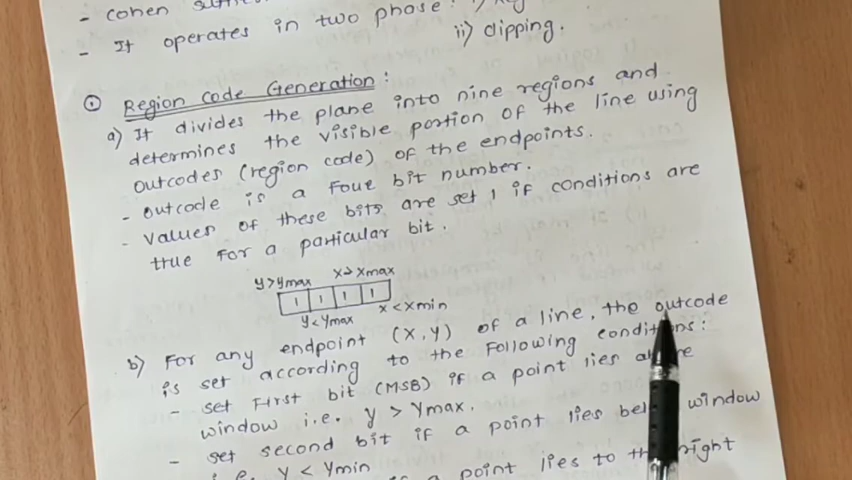 - cohen
- It operates in two phase:
ii) clipping.
① Region code Generation:
a) It divides the plane into nine regions and
determines the visible portion of the line using
outcodes (region code) of the endpoints.
- outcode is a four bit number.
- values of these bits are set 1 if conditions are
true for a particular bit.
y>ymax x>xmax
1 1 1 1
y<ymax x<xmin
b) For any endpoint (x,y) of a line, the outcode
is set according to the following conditions:
- set First bit (MSB) if a point lies
window i.e. y > ymax.
- set second bit if a point lies window
i.e. y < ymin
a point lies to the right